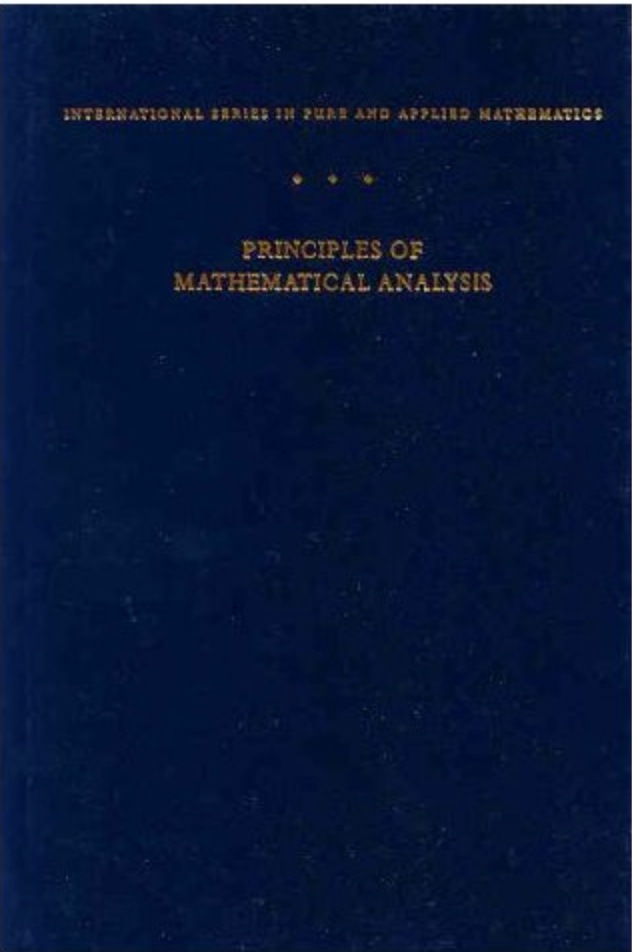 INTERNATIONAL SERIES IN PURE AND APPLIED MATHEMATICS
PRINCIPLES OF
MATHEMATICAL ANALYSIS